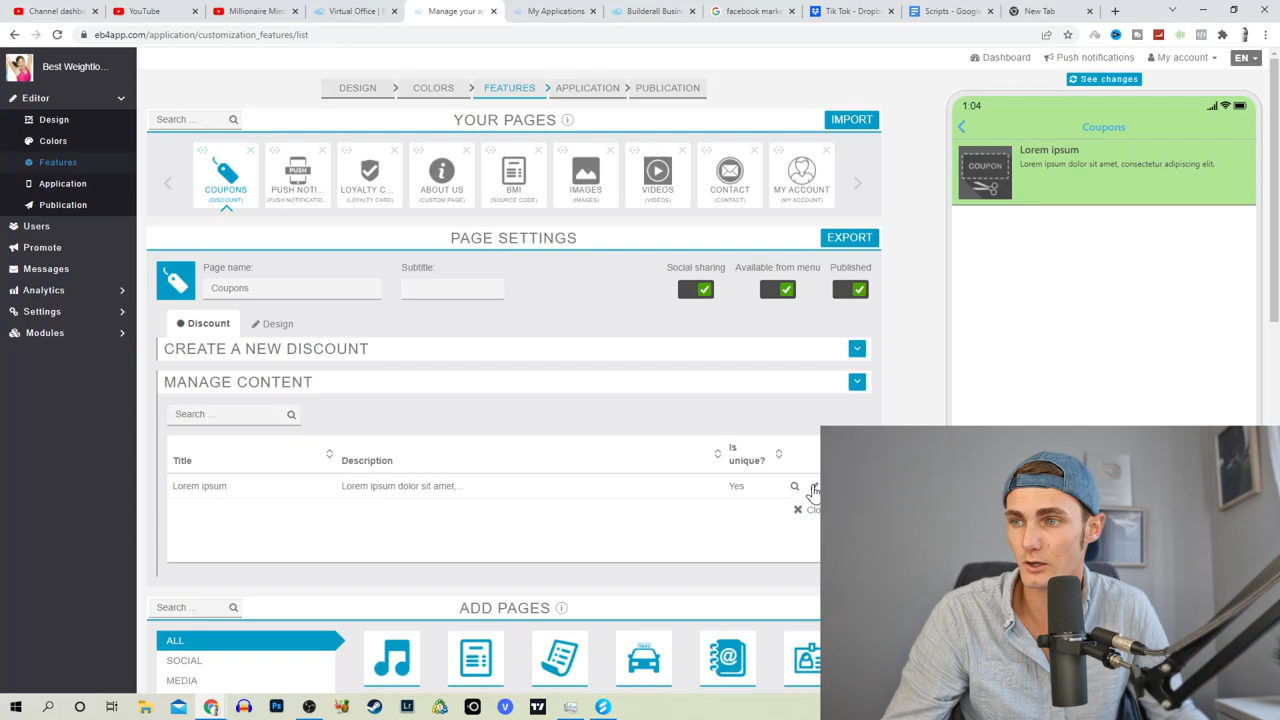 Channel dashbo
YouTube
Millionaire Mind
Virtual Office |
Manage your a
My Applications
Builderall Busin
facebook marke
Tik Tok - Dropb
Scripts - Google
New Tab
eb4app.com/application/customization_features/list
Best Weightlo...
Dashboard
Push notifications
My account
EN
Editor
Design
Colors
Features
Application
Publication
Users
Promote
Messages
Analytics
Settings
Modules
DESIGN
COLORS
FEATURES
APPLICATION
PUBLICATION
See changes
Search ...
YOUR PAGES
IMPORT
COUPONS
(DISCOUNT)
PUSH
PUSH NOTI...
(PUSH NOTIFICATIO...
LOYALTY C...
(LOYALTY CARD)
ABOUT US
(CUSTOM PAGE)
BMI
(SOURCE CODE)
IMAGES
(IMAGES)
VIDEOS
(VIDEOS)
CONTACT
(CONTACT)
MY ACCOUNT
(MY ACCOUNT)
PAGE SETTINGS
EXPORT
Page name:
Coupons
Subtitle:
Social sharing
Available from menu
Published
Discount
Design
CREATE A NEW DISCOUNT
MANAGE CONTENT
Search ...
Title
Description
Is
unique?
Lorem ipsum
Lorem ipsum dolor sit amet,...
Yes
Clo
Search ...
ADD PAGES
ALL
SOCIAL
MEDIA
TAXI
1:04
Coupons
COUPON
Lorem ipsum
Lorem ipsum dolor sit amet, consectetur adipiscing elit.